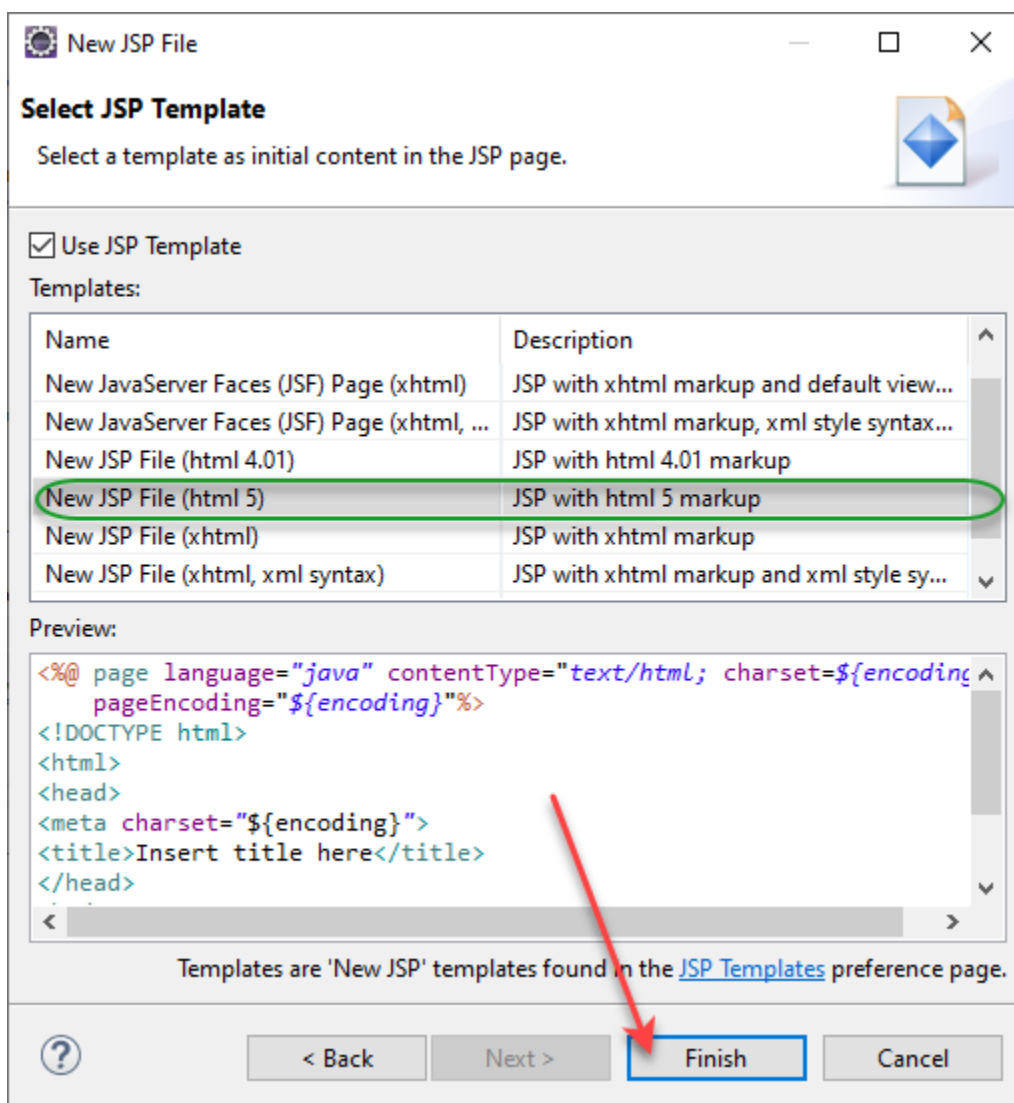 New JSP File
Select JSP Template
Select a template as initial content in the JSP page.
Use JSP Template
Templates:
Name Description
New JavaServer Faces (JSF) Page (xhtml) JSP with xhtml markup and default view...
New JavaServer Faces (JSF) Page (xhtml, ... JSP with xhtml markup, xml style syntax...
New JSP File (html 4.01) JSP with html 4.01 markup
New JSP File (html 5) JSP with html 5 markup
New JSP File (xhtml) JSP with xhtml markup
New JSP File (xhtml, xml syntax) JSP with xhtml markup and xml style sy...
Preview:
<%@ page language="java" contentType="text/html; charset=${encoding
pageEncoding="${encoding}"%>
<!DOCTYPE html>
<html>
<head>
<meta charset="${encoding}">
<title>Insert title here</title>
</head>
Templates are 'New JSP' templates found in the JSP Templates preference page.
? < Back Next > Finish Cancel